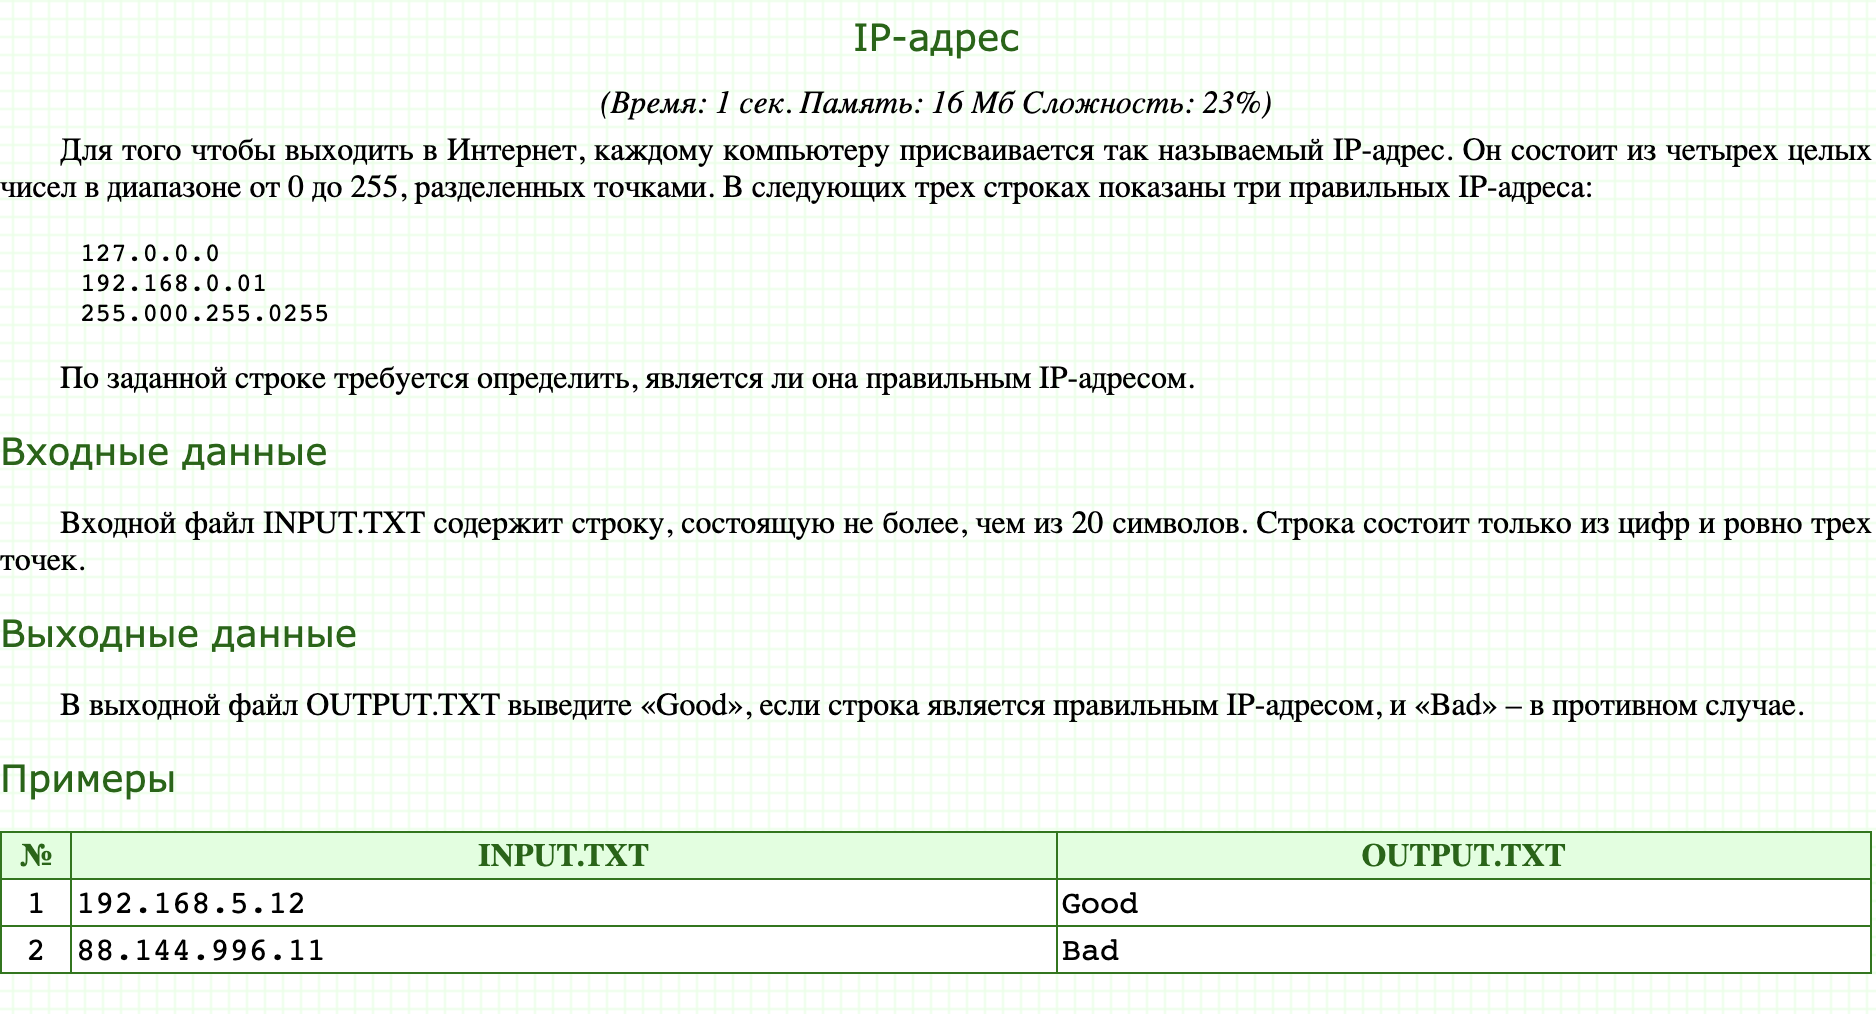 IP-адрес
(Время: 1 сек. Память: 16 Мб Сложность: 23%)
Для того чтобы выходить в Интернет, каждому компьютеру присваивается так называемый IP-адрес. Он состоит из четырех целых
чисел в диапазоне от 0 до 255, разделенных точками. В следующих трех строках показаны три правильных IP-адреса:
127.0.0.0
192.168.0.01
255.000.255.0255
По заданной строке требуется определить, является ли она правильным IP-адресом.
Входные данные
Входной файл INPUT.TXT содержит строку, состоящую не более, чем из 20 символов. Строка состоит только из цифр и ровно трех
точек.
Выходные данные
В выходной файл OUTPUT.TXT выведите «Good», если строка является правильным IP-адресом, и «Bad» – в противном случае.
Примеры
№ INPUT.TXT OUTPUT.TXT
1 192.168.5.12 Good
2 88.144.996.11 Bad